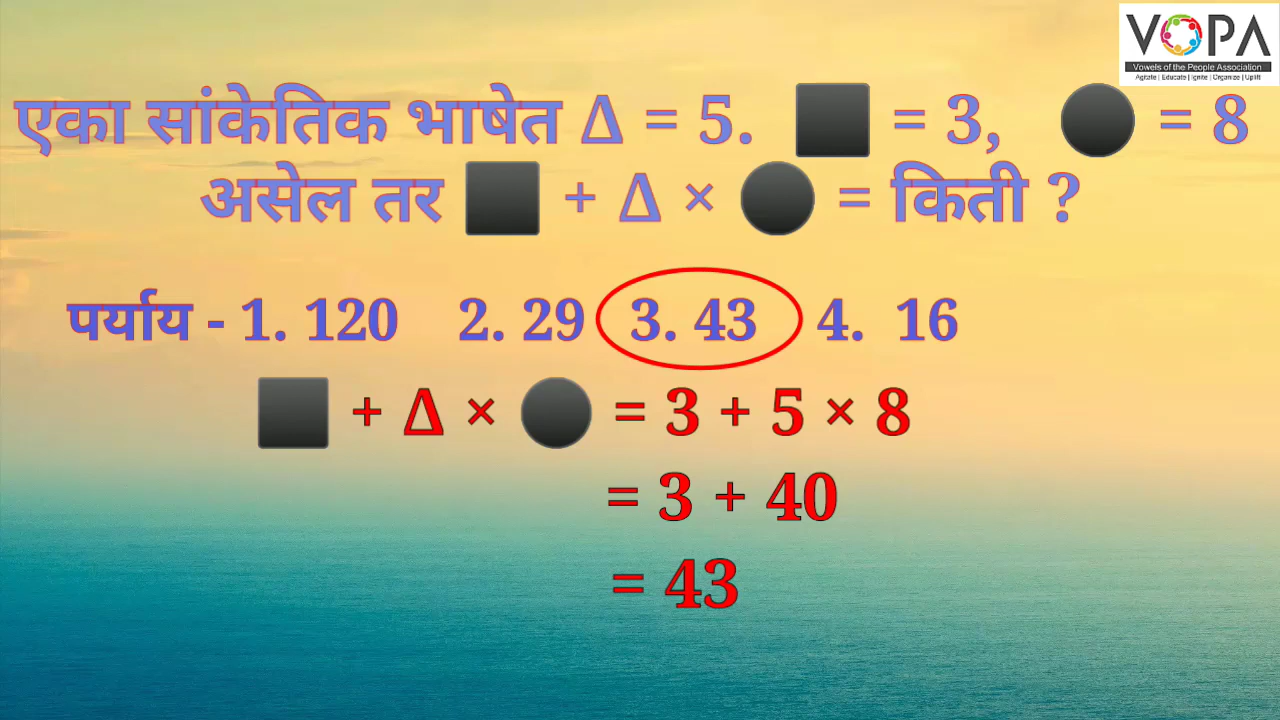 VOPA
Vowels of the People Association
Agitate | Educate | Ignite | Organize | Uplift
एका सांकेतिक भाषेत Δ = 5. ⬛ = 3, ⚫ = 8
असेल तर ⬛ + Δ × ⚫ = किती ?
पर्याय - 1. 120 2. 29 3. 43 4. 16
⬛ + Δ × ⚫ = 3 + 5 × 8
= 3 + 40
= 43